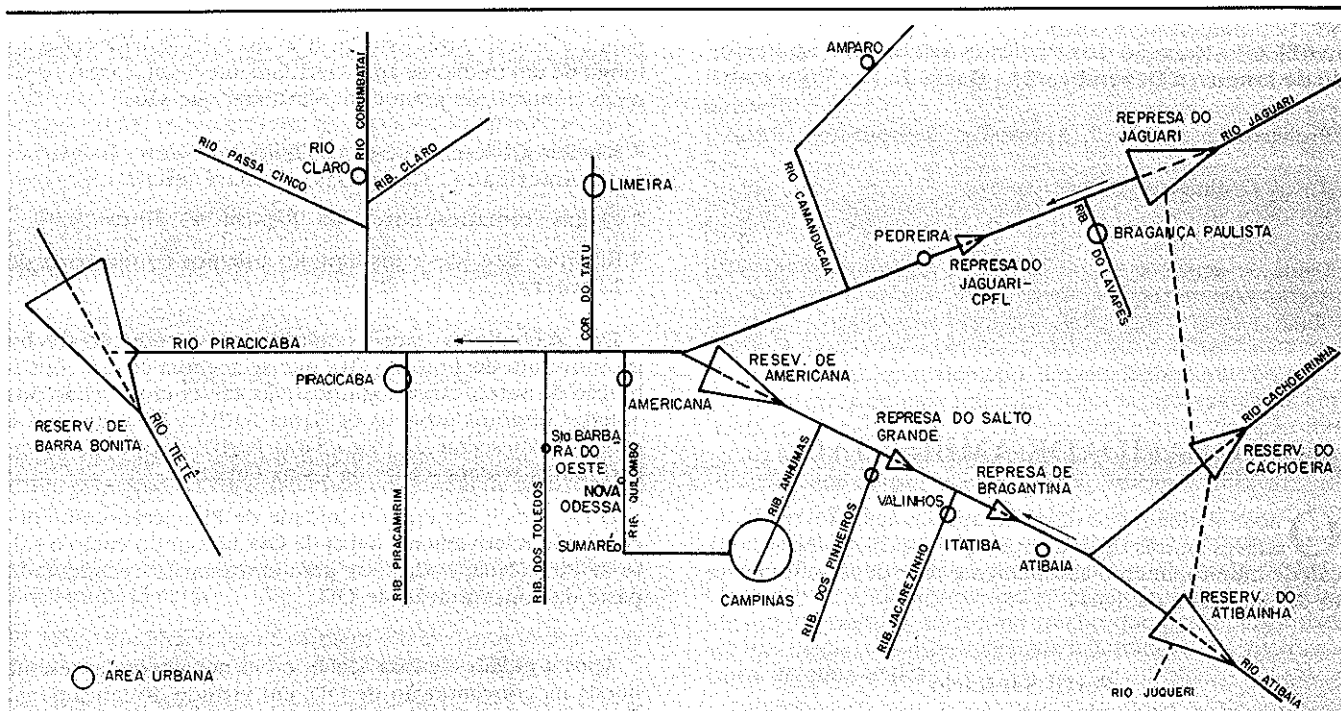 AMPARO
RIO CORUMBATAÍ
RIO PASSA CINCO
RIO
CLARO
RIB. CLARO
LIMEIRA
COR DO TATU
RIO CAMANDUCAIA
REPRESA DO
JAGUARI
RIO JAGUARI
PEDREIRA
REPRESA DO
JAGUARI-
CPFL
RIB.
DO LAVAPES
BRAGANÇA PAULISTA
RIO PIRACICABA
PIRACICABA
RESERV. DE
BARRA BONITA
RIO TIETÊ
RIB. PIRACAMIRIM
RIB. DOS TOLEDOS
Sta BARBA
RA DO
OESTE
NOVA
ODESSA
SUMARÉ
RIB. QUILOMBO
AMERICANA
RESEV. DE
AMERICANA
RIB. ANHUMAS
CAMPINAS
REPRESA DO SALTO
GRANDE
VALINHOS
RIB. DOS PINHEIROS
RIB. JACAREZINHO
ITATIBA
REPRESA DE
BRAGANTINA
ATIBAIA
RIO CACHOEIRINHA
RESERV. DO
CACHOEIRA
RESERV. DO
ATIBAINHA
RIO ATIBAIA
RIO JUQUERI
ÁREA URBANA